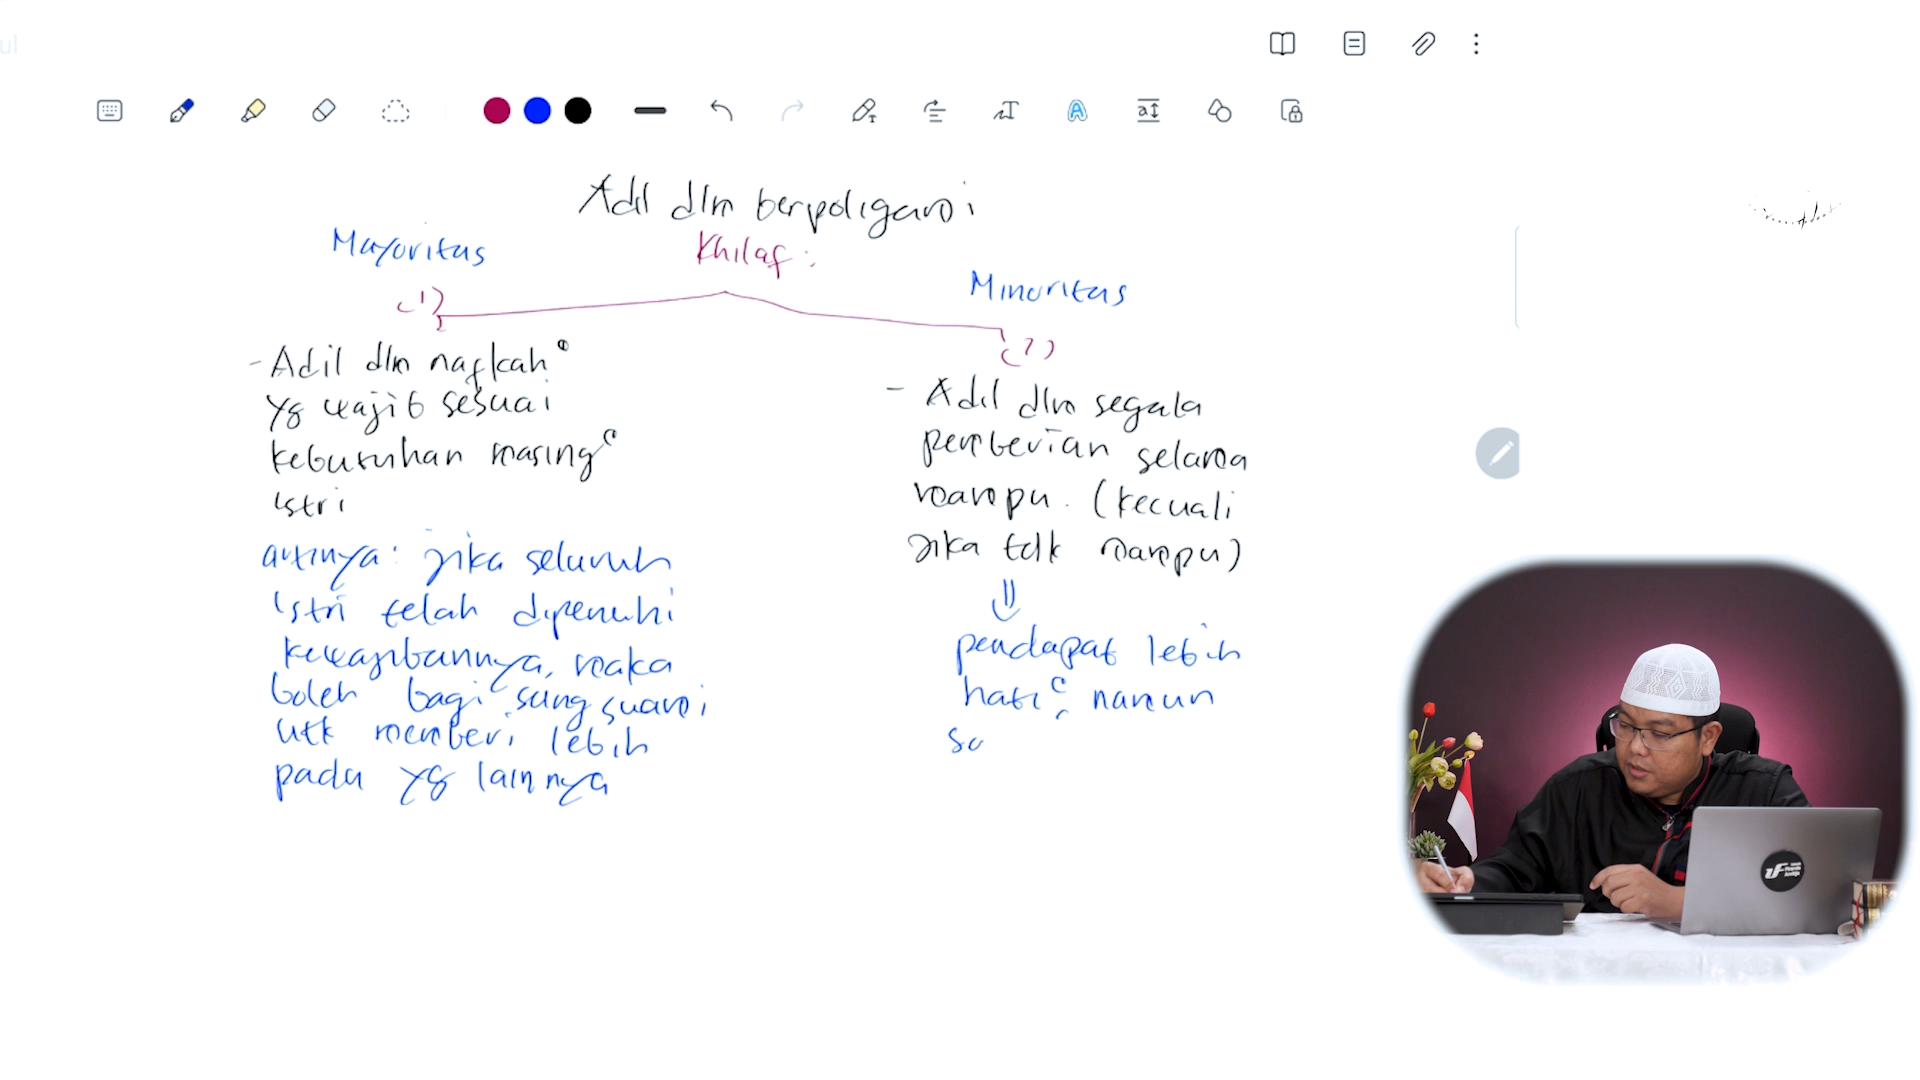 ul
Adil dlm berpoligami
Mayoritas
Khilaf:
Minoritas
(1)
(2)
- Adil dlm nafkah²
yg wajib sesuai
kebutuhan masing²
istri
artinya: jika seluruh
istri telah dipenuhi
kewajibannya, maka
boleh bagi sang suami
utk memberi lebih
pada yg lainnya
- Adil dlm segala
pemberian selama
mampu. (kecuali
jika tdk mampu)
pendapat lebih
hati², namun